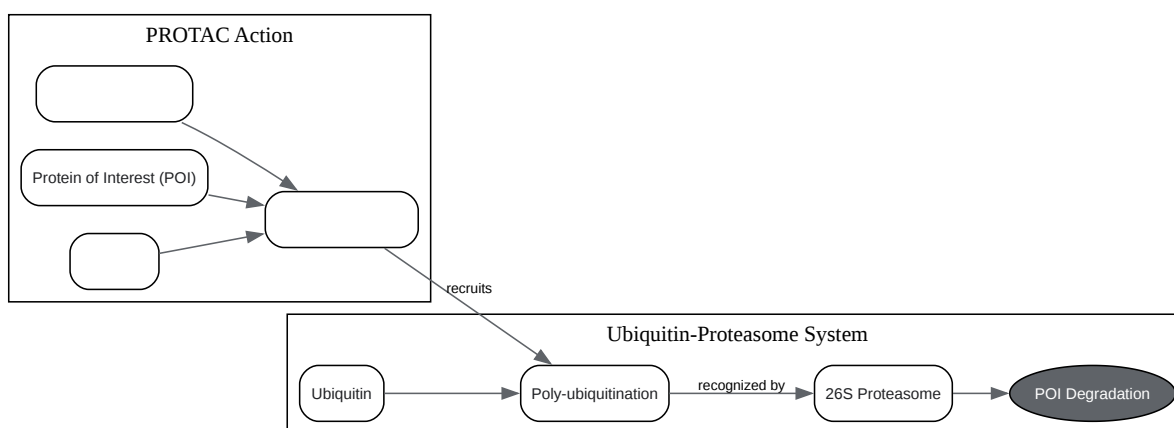 PROTAC Action
Protein of Interest (POI)
recruits
Ubiquitin-Proteasome System
Ubiquitin
Poly-ubiquitination
recognized by
26S Proteasome
POI Degradation